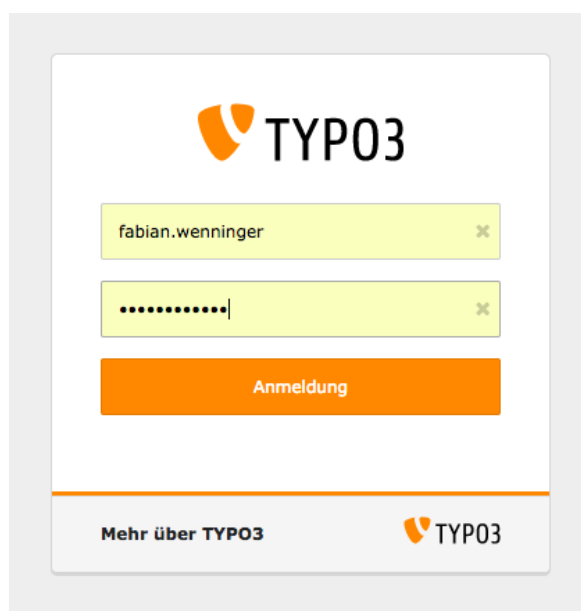 TYPO3
fabian.wenninger
••••••••••••
Anmeldung
Mehr über TYPO3
TYPO3